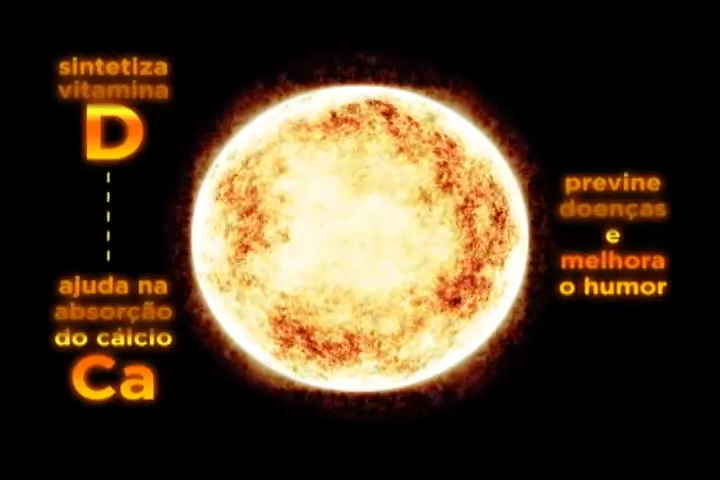 sintetiza
vitamina
D
ajuda na
absorção
do cálcio
Ca
previne
doenças
e
melhora
o humor